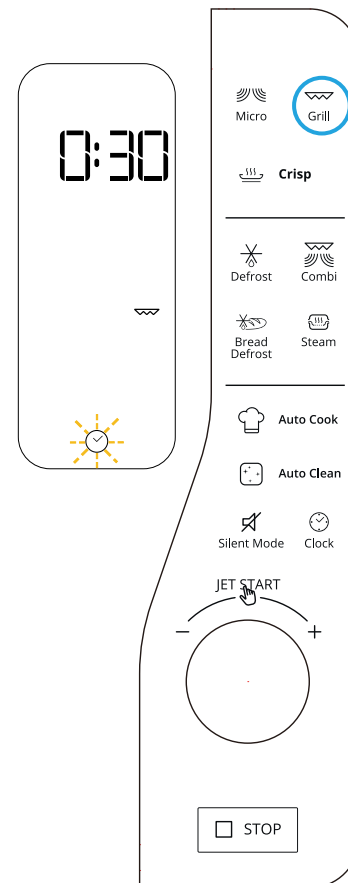 0:30
Micro Grill
Crisp
Defrost Combi
Bread Steam
Defrost
Auto Cook
Auto Clean
Silent Mode Clock
JET START
− +
STOP